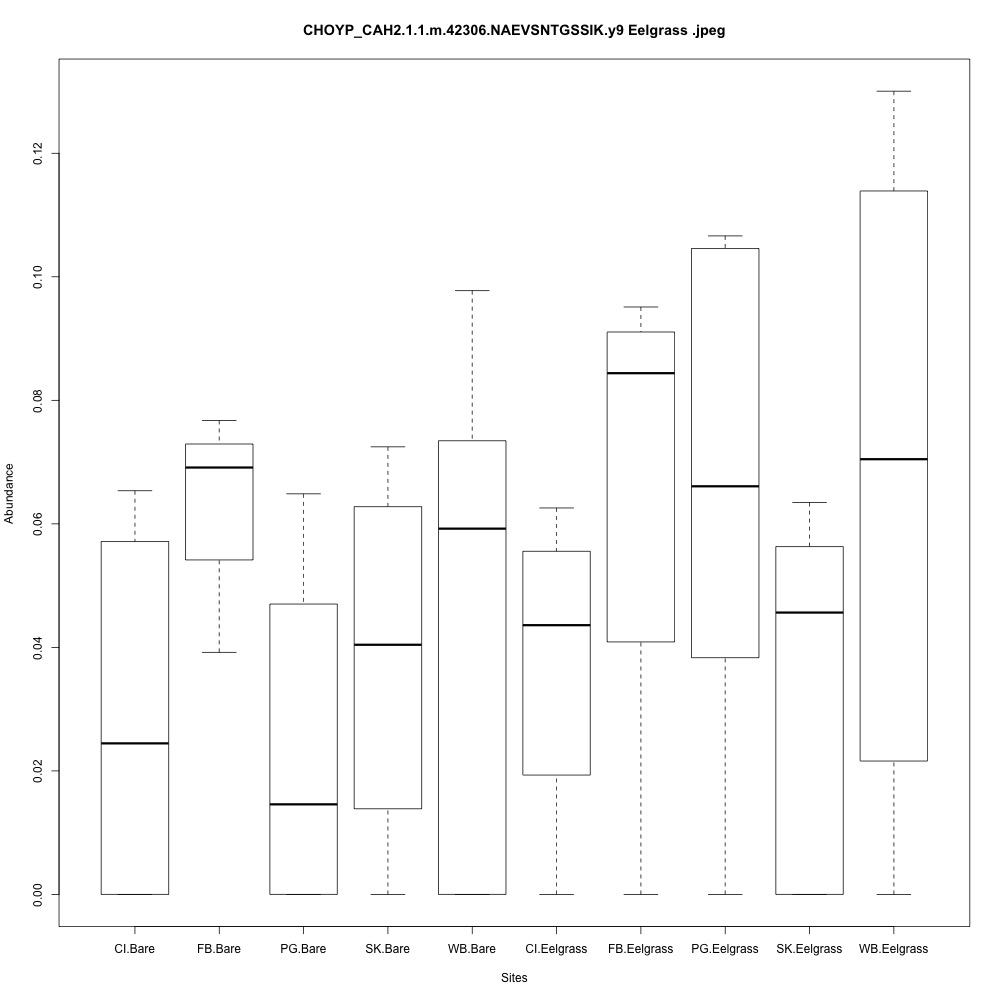 CHOYP_CAH2.1.1.m.42306.NAEVSNTGSSIK.y9 Eelgrass .jpeg
Abundance
0.12
0.10
0.08
0.06
0.04
0.02
0.00
CI.Bare FB.Bare PG.Bare SK.Bare WB.Bare CI.Eelgrass FB.Eelgrass PG.Eelgrass SK.Eelgrass WB.Eelgrass
Sites